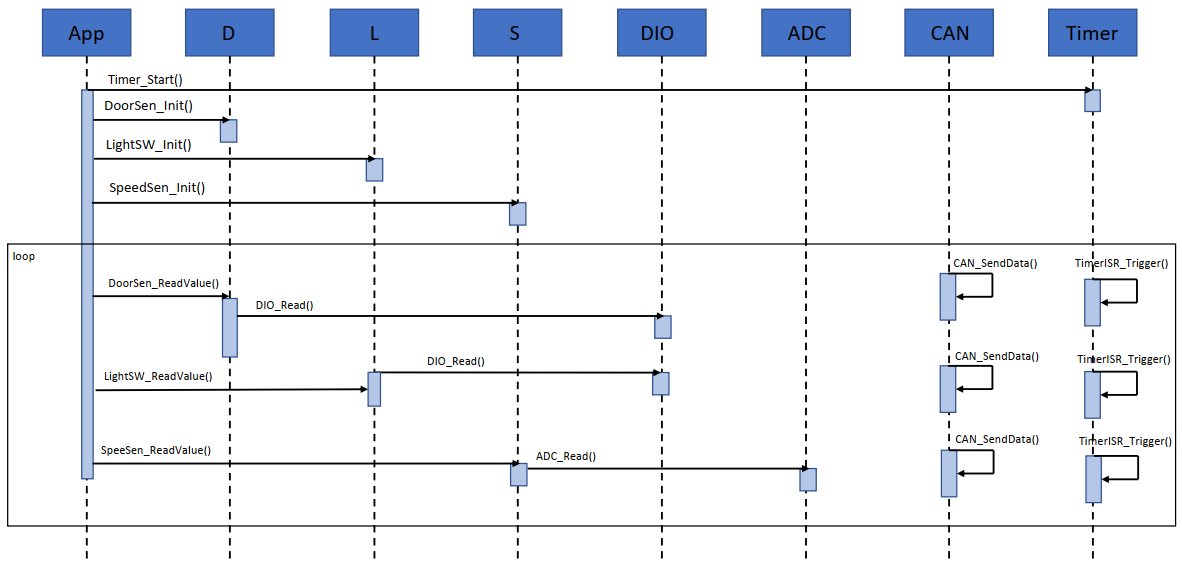 App D L S DIO ADC CAN Timer
Timer_Start()
DoorSen_Init()
LightSW_Init()
SpeedSen_Init()
loop
CAN_SendData() TimerISR_Trigger()
DoorSen_ReadValue()
DIO_Read()
CAN_SendData() TimerISR_Trigger()
DIO_Read()
LightSW_ReadValue()
CAN_SendData() TimerISR_Trigger()
SpeeSen_ReadValue()
ADC_Read()